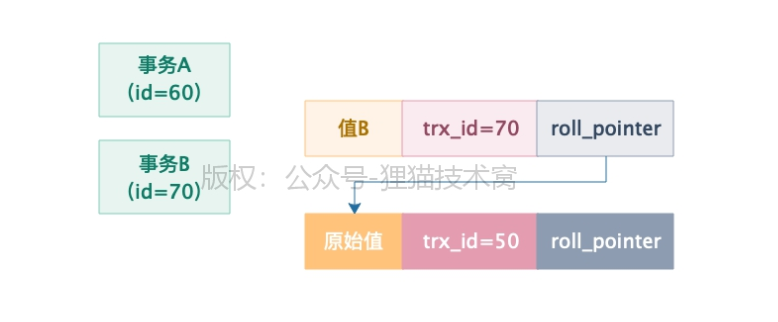 事务A
（id=60）
值B
trx_id=70
roll_pointer
事务B
（id=70）
版权：公众号-狸猫技术窝
原始值
trx_id=50
roll_pointer